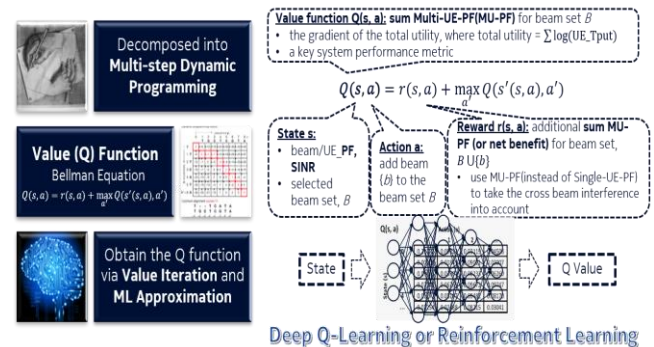 Decomposed into
Multi-step Dynamic
Programming
Value (Q) Function
Bellman Equation
Q(s, a) = r(s, a) + max Q(s'(s, a), a')
a'
Obtain the Q function
via Value Iteration and
ML Approximation
Value function Q(s, a): sum Multi-UE-PF(MU-PF) for beam set B
• the gradient of the total utility, where total utility = ∑ log(UE_Tput)
• a key system performance metric
Q(s, a) = r(s, a) + max Q(s'(s, a), a')
a'
State s:
• beam/UE_PF,
SINR
• selected
beam set, B
Action a:
add beam
{b} to the
beam set B
Reward r(s, a): additional sum MU-
PF (or net benefit) for beam set,
B U{b}
• use MU-PF(instead of Single-UE-PF)
to take the cross beam interference
into account
State
Q(s, a)
Q Value
Deep Q-Learning or Reinforcement Learning